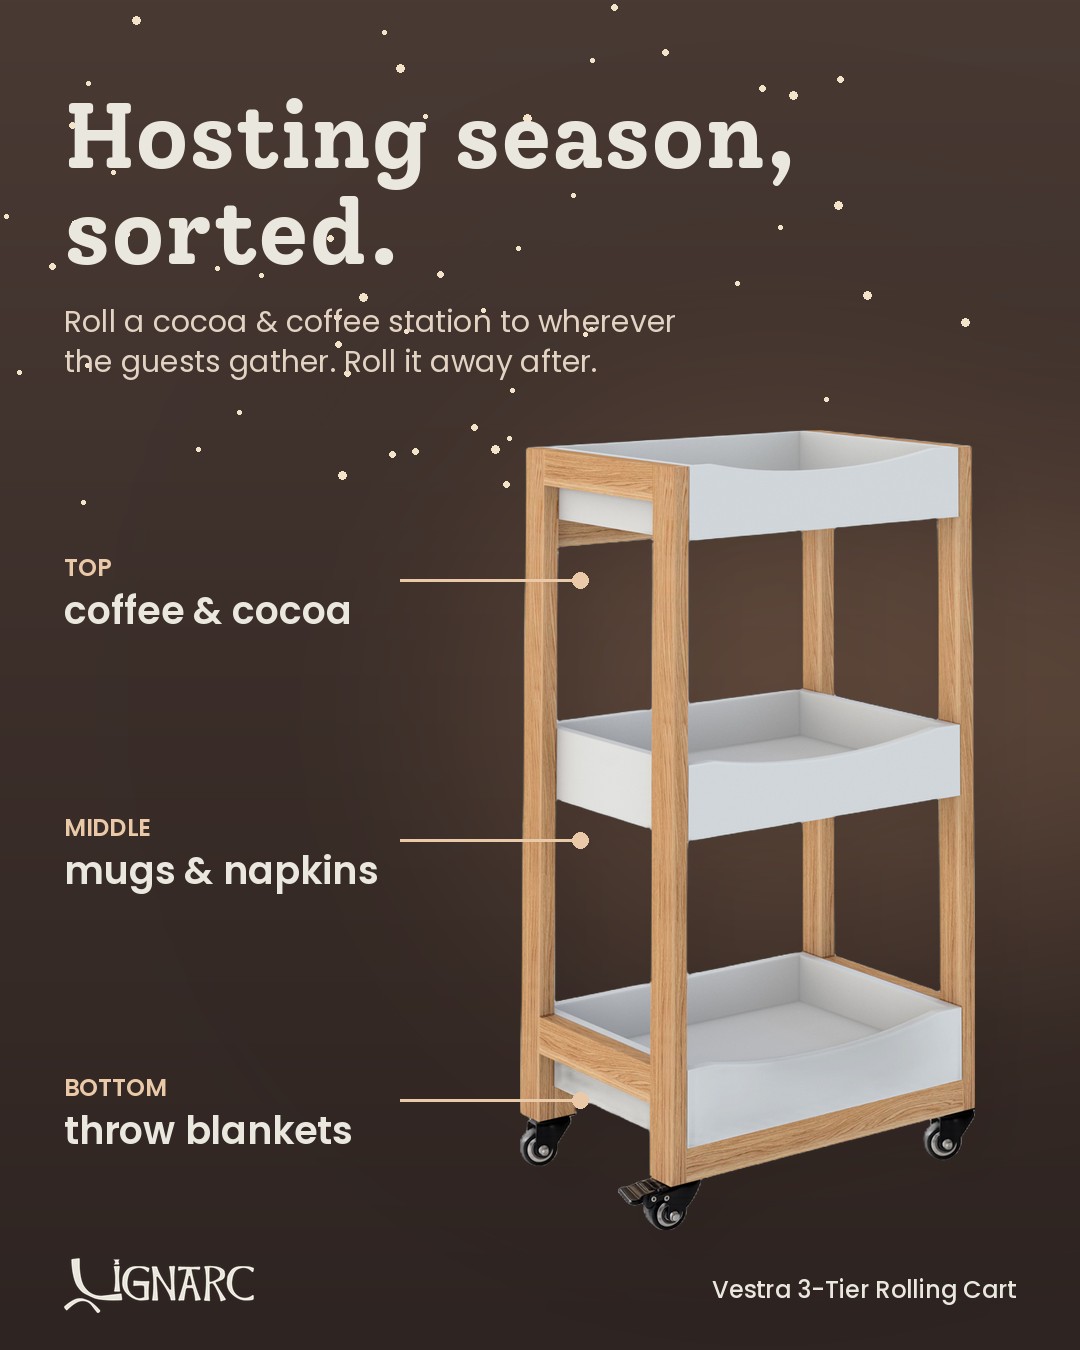 Hosting season,
sorted.
Roll a cocoa & coffee station to wherever
the guests gather. Roll it away after.
TOP
coffee & cocoa
MIDDLE
mugs & napkins
BOTTOM
throw blankets
LIGNARC
Vestra 3-Tier Rolling Cart